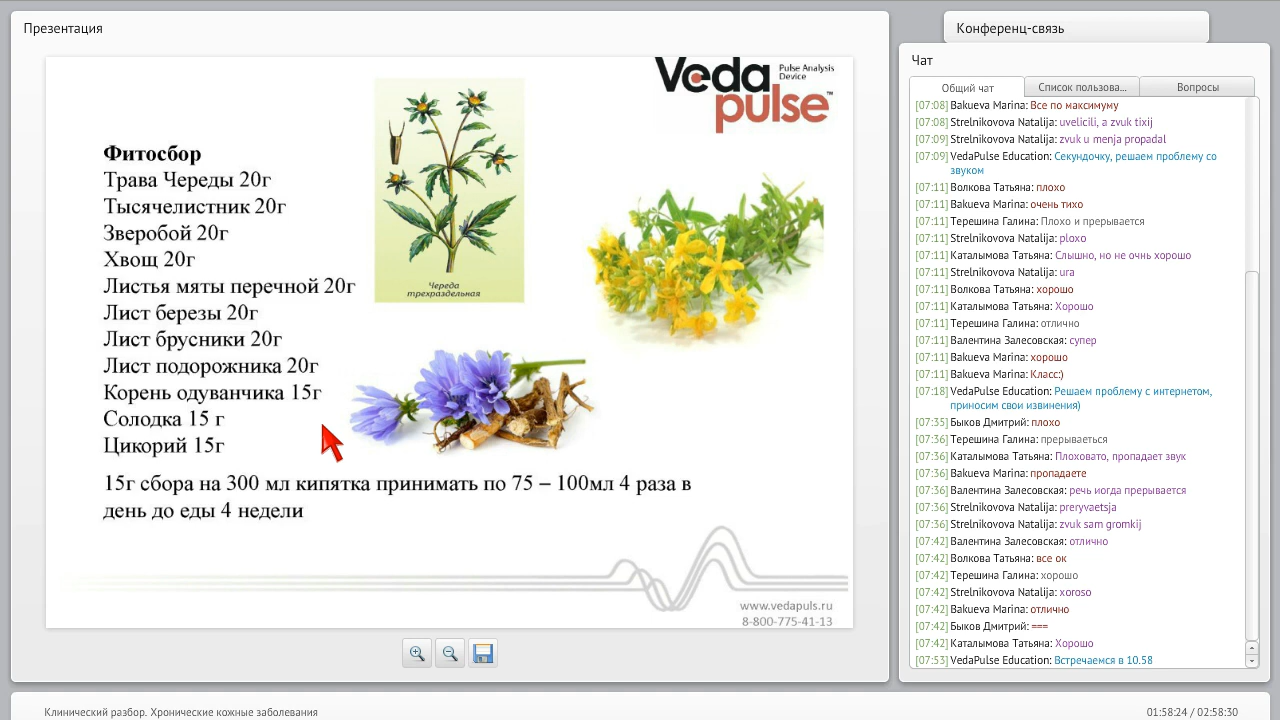 Презентация
Veda
pulse™
Pulse Analysis
Device
Фитосбор
Трава Череды 20г
Тысячелистник 20г
Зверобой 20г
Хвощ 20г
Листья мяты перечной 20г
Лист березы 20г
Лист брусники 20г
Лист подорожника 20г
Корень одуванчика 15г
Солодка 15 г
Цикорий 15г
15г сбора на 300 мл кипятка принимать по 75 – 100мл 4 раза в
день до еды 4 недели
Череда
трехраздельная
www.vedapuls.ru
8-800-775-41-13
Конференц-связь
Чат
Общий чат
Список пользова...
Вопросы
[07:08] Bakueva Marina: Все по максимуму
[07:08] Strelnikovova Natalija: uvelicili, a zvuk tixij
[07:09] Strelnikovova Natalija: zvuk u menja propadal
[07:09] VedaPulse Education: Секундочку, решаем проблему со
звуком
[07:11] Волкова Татьяна: плохо
[07:11] Bakueva Marina: очень тихо
[07:11] Терешина Галина: Плохо и прерывается
[07:11] Strelnikovova Natalija: ploxo
[07:11] Каталымова Татьяна: Слышно, но не очнь хорошо
[07:11] Strelnikovova Natalija: ura
[07:11] Волкова Татьяна: хорошо
[07:11] Каталымова Татьяна: Хорошо
[07:11] Терешина Галина: отлично
[07:11] Валентина Залесовская: супер
[07:11] Bakueva Marina: хорошо
[07:11] Bakueva Marina: Класс:)
[07:18] VedaPulse Education: Решаем проблему с интернетом,
приносим свои извинения)
[07:35] Быков Дмитрий: плохо
[07:36] Терешина Галина: прерываеться
[07:36] Каталымова Татьяна: Плоховато, пропадает звук
[07:36] Bakueva Marina: пропадаете
[07:36] Валентина Залесовская: речь иогда прерывается
[07:36] Strelnikovova Natalija: preryvaetsja
[07:36] Strelnikovova Natalija: zvuk sam gromkij
[07:42] Валентина Залесовская: отлично
[07:42] Волкова Татьяна: все ок
[07:42] Терешина Галина: хорошо
[07:42] Strelnikovova Natalija: xoroso
[07:42] Bakueva Marina: отлично
[07:42] Быков Дмитрий: ===
[07:42] Каталымова Татьяна: Хорошо
[07:53] VedaPulse Education: Встречаемся в 10.58
Клинический разбор. Хронические кожные заболевания
01:58:24 / 02:58:30